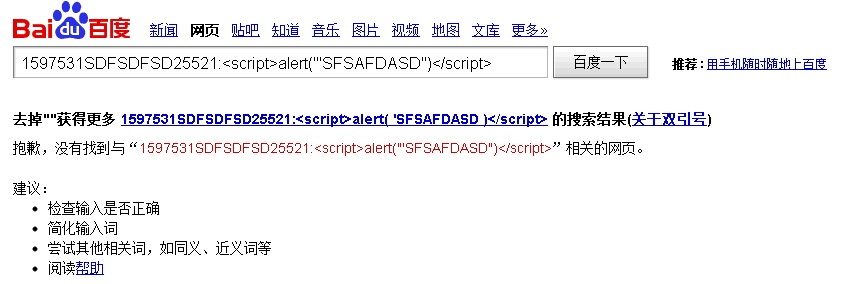 Bai du 百度 新闻 网页 贴吧 知道 音乐 图片 视频 地图 文库 更多»
1597531SDFSDFSD25521:<script>alert("'SFSAFDASD")</script> 百度一下 推荐 : 用手机随时随地上百度
去掉""获得更多 1597531SDFSDFSD25521:<script>alert( 'SFSAFDASD )</script> 的搜索结果(关于双引号)
抱歉，没有找到与“1597531SDFSDFSD25521:<script>alert("'SFSAFDASD")</script>”相关的网页。
建议：
• 检查输入是否正确
• 简化输入词
• 尝试其他相关词，如同义、近义词等
• 阅读帮助